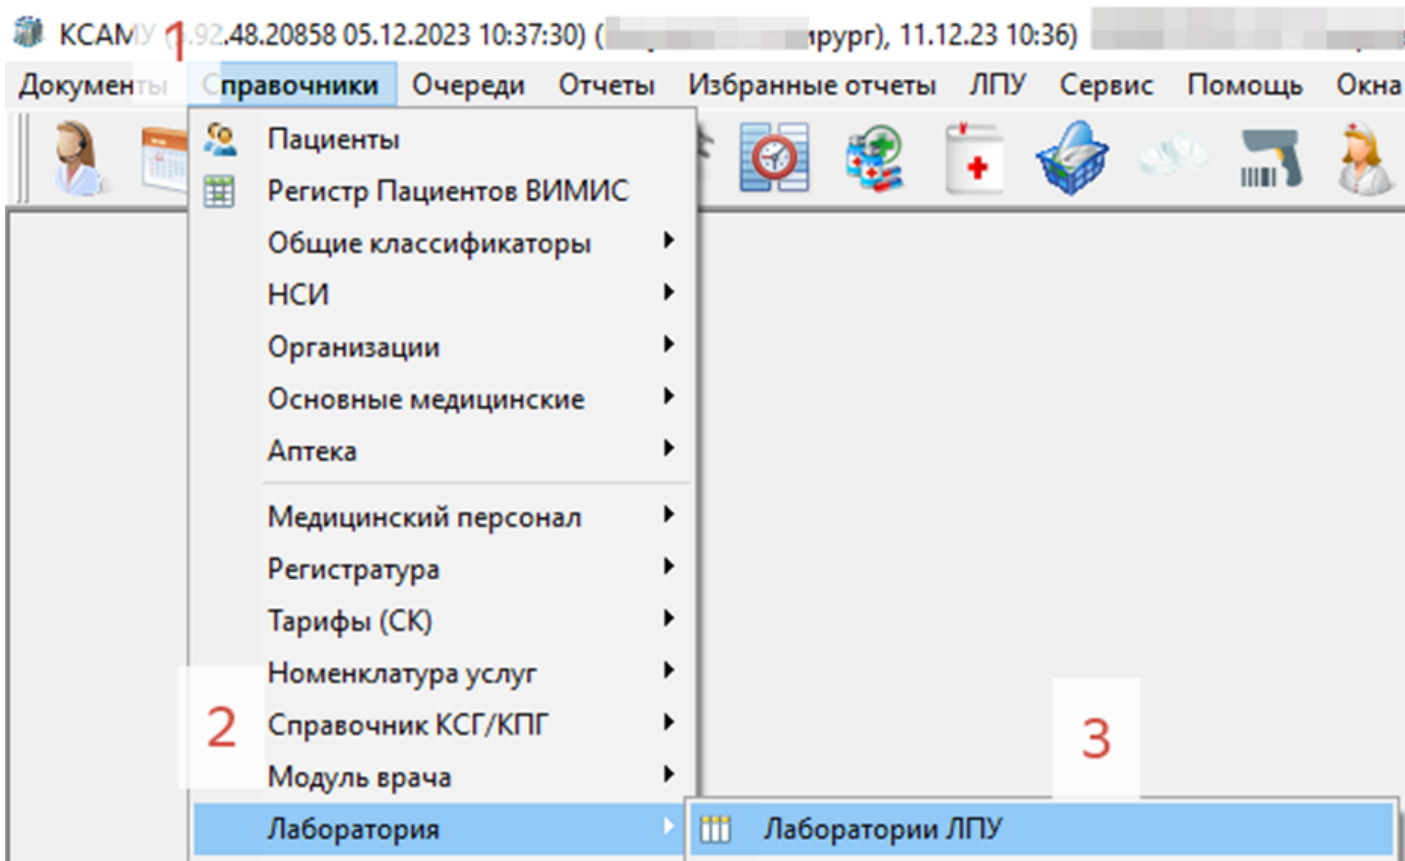 КСАМУ (5.92.48.20858 05.12.2023 10:37:30) ( ирург), 11.12.23 10:36)
1
Документы Справочники Очереди Отчеты Избранные отчеты ЛПУ Сервис Помощь Окна
Пациенты
Регистр Пациентов ВИМИС
Общие классификаторы
НСИ
Организации
Основные медицинские
Аптека
Медицинский персонал
Регистратура
Тарифы (СК)
Номенклатура услуг
2
Справочник КСГ/КПГ
3
Модуль врача
Лаборатория
Лаборатории ЛПУ